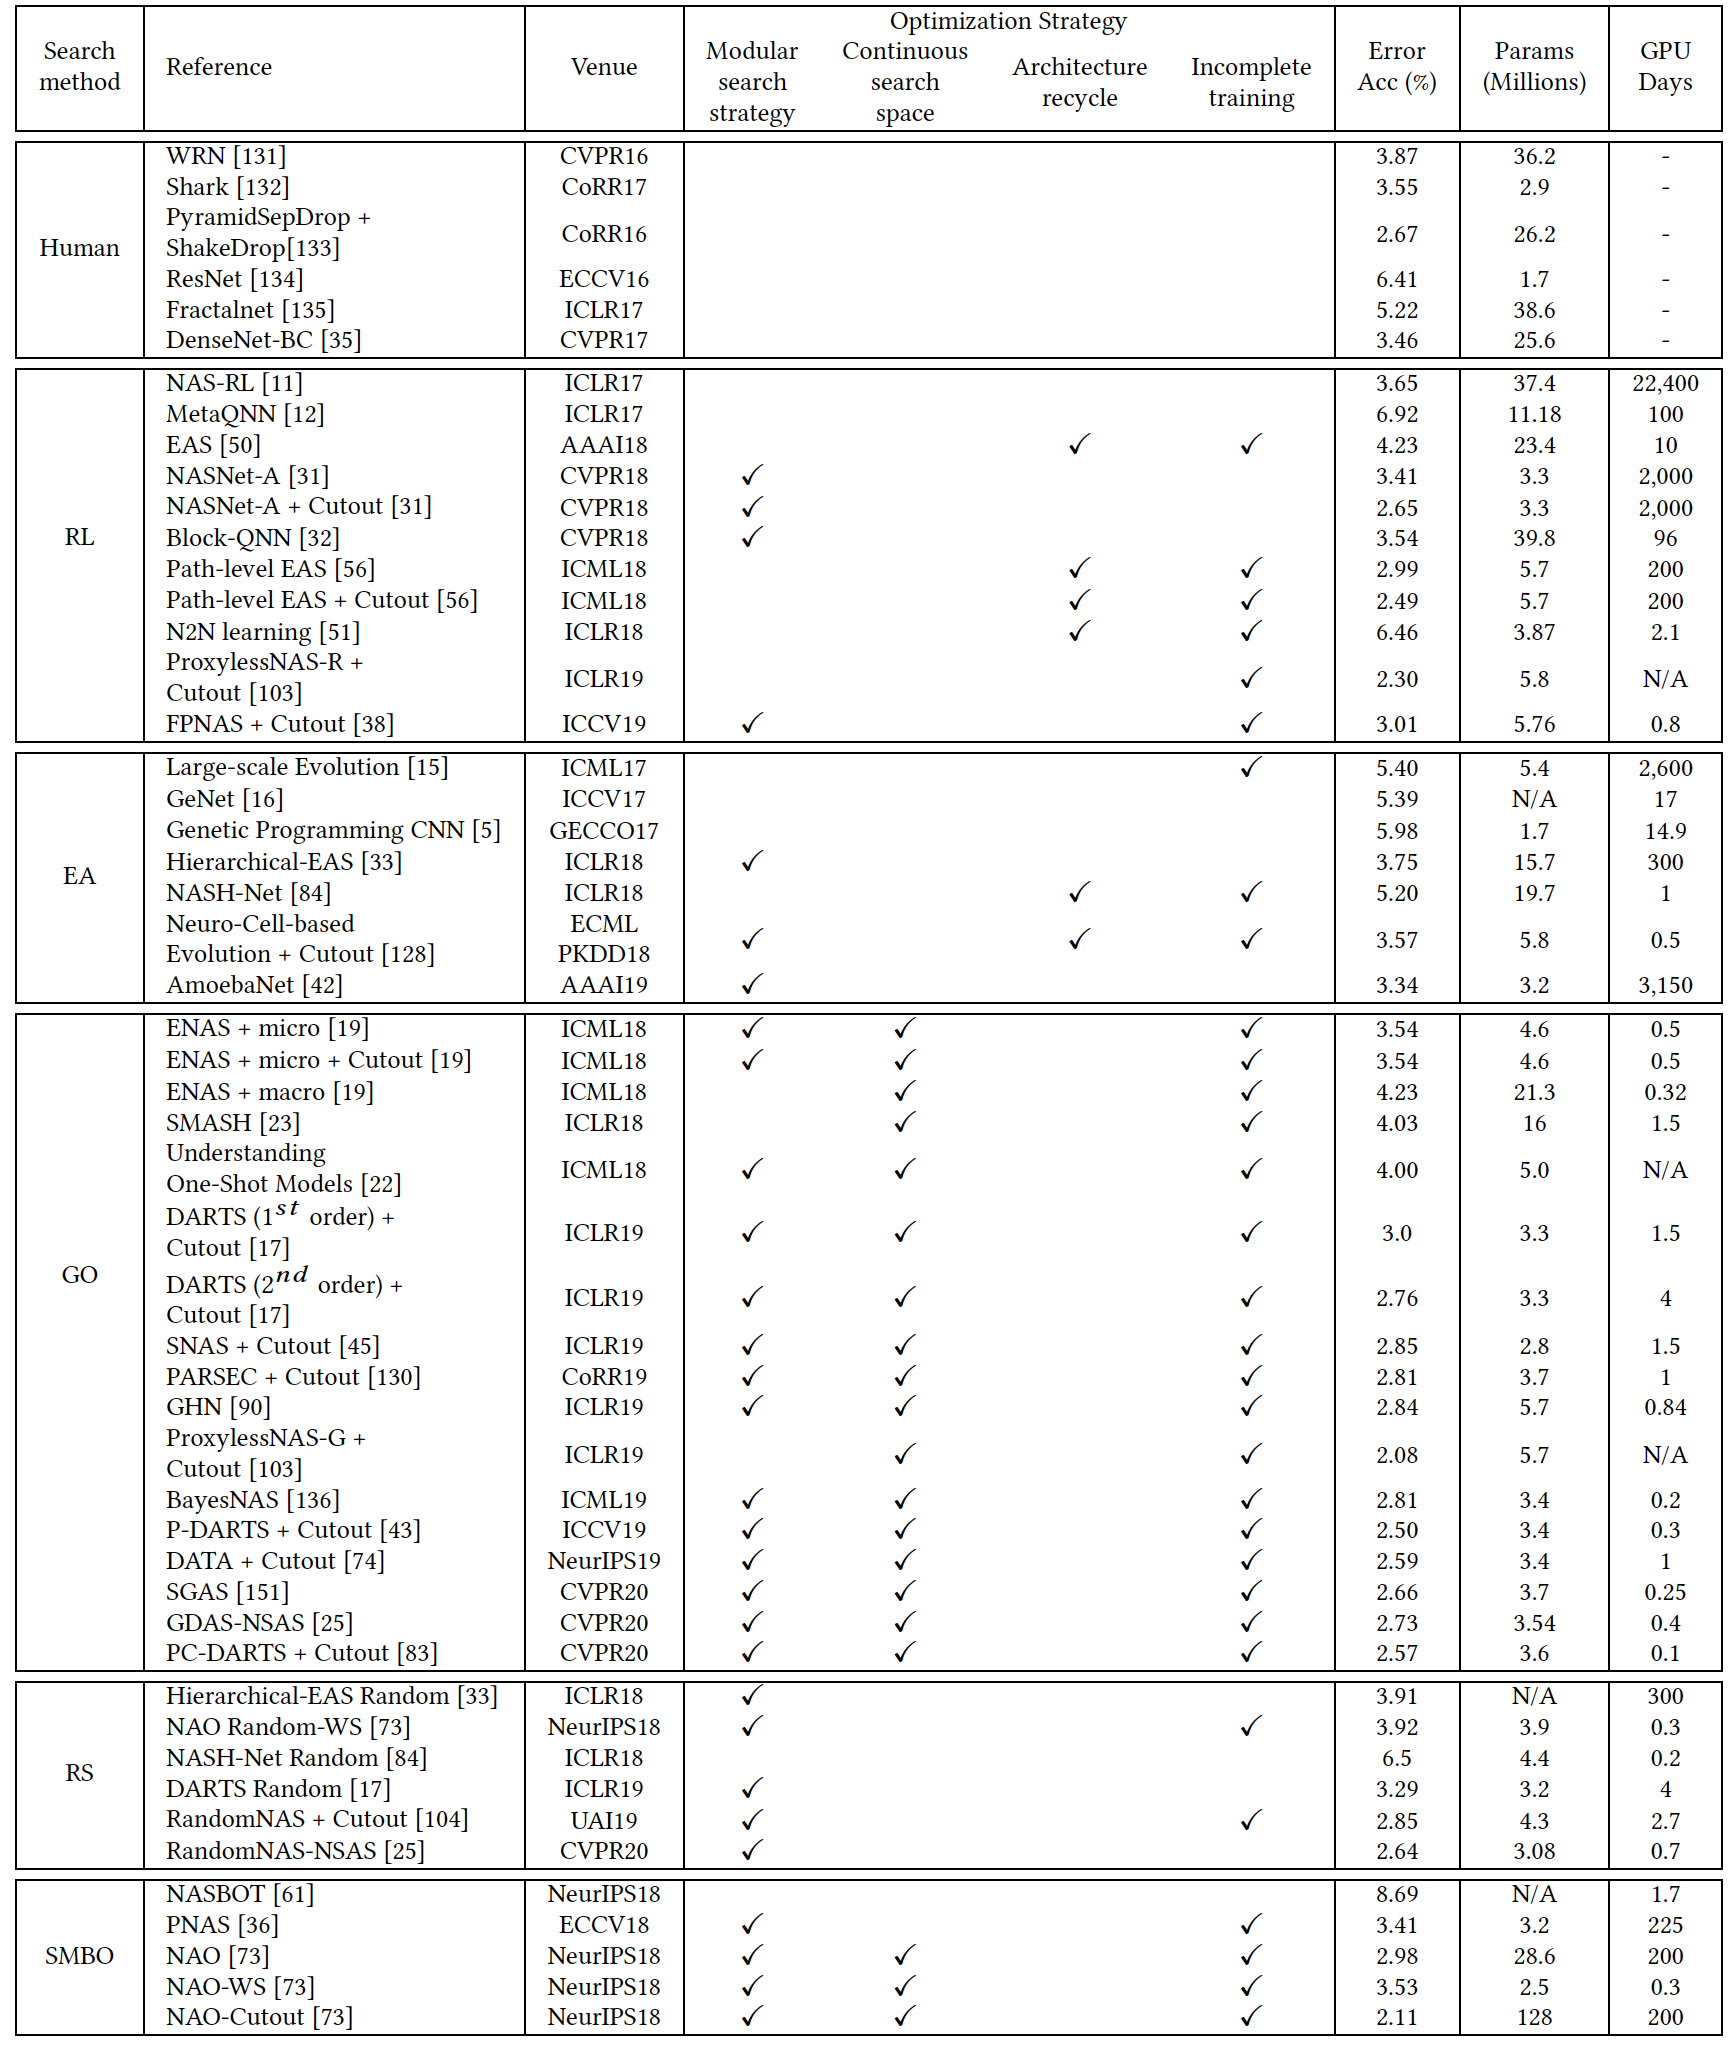 Search method | Reference | Venue | Optimization Strategy | Error Acc (%) | Params (Millions) | GPU Days
Modular search strategy | Continuous search space | Architecture recycle | Incomplete training
Human
WRN [131] CVPR16 3.87 36.2 -
Shark [132] CoRR17 3.55 2.9 -
PyramidSepDrop +
ShakeDrop[133] CoRR16 2.67 26.2 -
ResNet [134] ECCV16 6.41 1.7 -
Fractalnet [135] ICLR17 5.22 38.6 -
DenseNet-BC [35] CVPR17 3.46 25.6 -
RL
NAS-RL [11] ICLR17 3.65 37.4 22,400
MetaQNN [12] ICLR17 6.92 11.18 100
EAS [50] AAAI18 ✓ ✓ 4.23 23.4 10
NASNet-A [31] CVPR18 ✓ 3.41 3.3 2,000
NASNet-A + Cutout [31] CVPR18 ✓ 2.65 3.3 2,000
Block-QNN [32] CVPR18 ✓ 3.54 39.8 96
Path-level EAS [56] ICML18 ✓ ✓ 2.99 5.7 200
Path-level EAS + Cutout [56] ICML18 ✓ ✓ 2.49 5.7 200
N2N learning [51] ICLR18 ✓ ✓ 6.46 3.87 2.1
ProxylessNAS-R +
Cutout [103] ICLR19 ✓ 2.30 5.8 N/A
FPNAS + Cutout [38] ICCV19 ✓ ✓ 3.01 5.76 0.8
EA
Large-scale Evolution [15] ICML17 ✓ 5.40 5.4 2,600
GeNet [16] ICCV17 5.39 N/A 17
Genetic Programming CNN [5] GECCO17 5.98 1.7 14.9
Hierarchical-EAS [33] ICLR18 ✓ 3.75 15.7 300
NASH-Net [84] ICLR18 ✓ ✓ 5.20 19.7 1
Neuro-Cell-based ECML
Evolution + Cutout [128] PKDD18 ✓ ✓ ✓ 3.57 5.8 0.5
AmoebaNet [42] AAAI19 ✓ 3.34 3.2 3,150
GO
ENAS + micro [19] ICML18 ✓ ✓ ✓ 3.54 4.6 0.5
ENAS + micro + Cutout [19] ICML18 ✓ ✓ ✓ 3.54 4.6 0.5
ENAS + macro [19] ICML18 ✓ ✓ 4.23 21.3 0.32
SMASH [23] ICLR18 ✓ ✓ 4.03 16 1.5
Understanding
One-Shot Models [22] ICML18 ✓ ✓ ✓ 4.00 5.0 N/A
DARTS (1st order) +
Cutout [17] ICLR19 ✓ ✓ ✓ 3.0 3.3 1.5
DARTS (2nd order) +
Cutout [17] ICLR19 ✓ ✓ ✓ 2.76 3.3 4
SNAS + Cutout [45] ICLR19 ✓ ✓ ✓ 2.85 2.8 1.5
PARSEC + Cutout [130] CoRR19 ✓ ✓ ✓ 2.81 3.7 1
GHN [90] ICLR19 ✓ ✓ ✓ 2.84 5.7 0.84
ProxylessNAS-G +
Cutout [103] ICLR19 ✓ ✓ 2.08 5.7 N/A
BayesNAS [136] ICML19 ✓ ✓ ✓ 2.81 3.4 0.2
P-DARTS + Cutout [43] ICCV19 ✓ ✓ ✓ 2.50 3.4 0.3
DATA + Cutout [74] NeurIPS19 ✓ ✓ ✓ 2.59 3.4 1
SGAS [151] CVPR20 ✓ ✓ ✓ 2.66 3.7 0.25
GDAS-NSAS [25] CVPR20 ✓ ✓ ✓ 2.73 3.54 0.4
PC-DARTS + Cutout [83] CVPR20 ✓ ✓ ✓ 2.57 3.6 0.1
RS
Hierarchical-EAS Random [33] ICLR18 ✓ 3.91 N/A 300
NAO Random-WS [73] NeurIPS18 ✓ ✓ 3.92 3.9 0.3
NASH-Net Random [84] ICLR18 6.5 4.4 0.2
DARTS Random [17] ICLR19 ✓ 3.29 3.2 4
RandomNAS + Cutout [104] UAI19 ✓ ✓ 2.85 4.3 2.7
RandomNAS-NSAS [25] CVPR20 ✓ 2.64 3.08 0.7
SMBO
NASBOT [61] NeurIPS18 8.69 N/A 1.7
PNAS [36] ECCV18 ✓ ✓ 3.41 3.2 225
NAO [73] NeurIPS18 ✓ ✓ ✓ 2.98 28.6 200
NAO-WS [73] NeurIPS18 ✓ ✓ ✓ 3.53 2.5 0.3
NAO-Cutout [73] NeurIPS18 ✓ ✓ ✓ 2.11 128 200